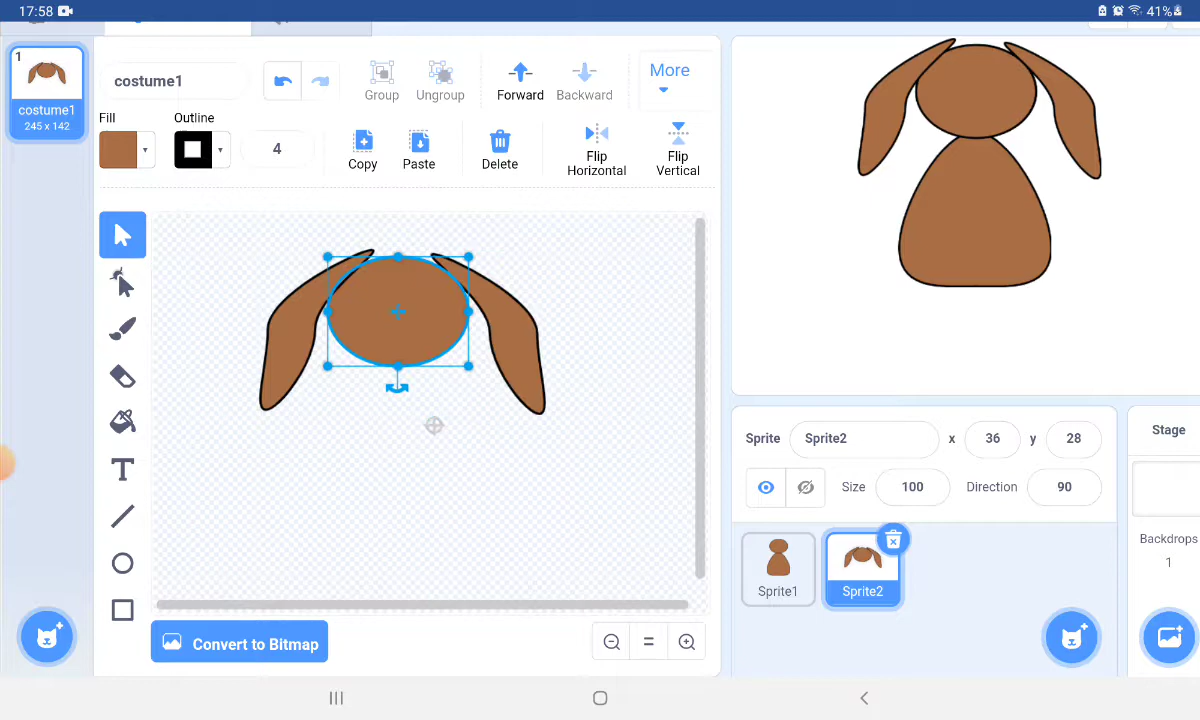 17:58
41%
1
costume1
245 x 142
costume1
Group
Ungroup
Forward
Backward
More
Fill
Outline
4
Copy
Paste
Delete
Flip
Horizontal
Flip
Vertical
T
Convert to Bitmap
Sprite
Sprite2
x
36
y
28
Size
100
Direction
90
Sprite1
Sprite2
Stage
Backdrops
1